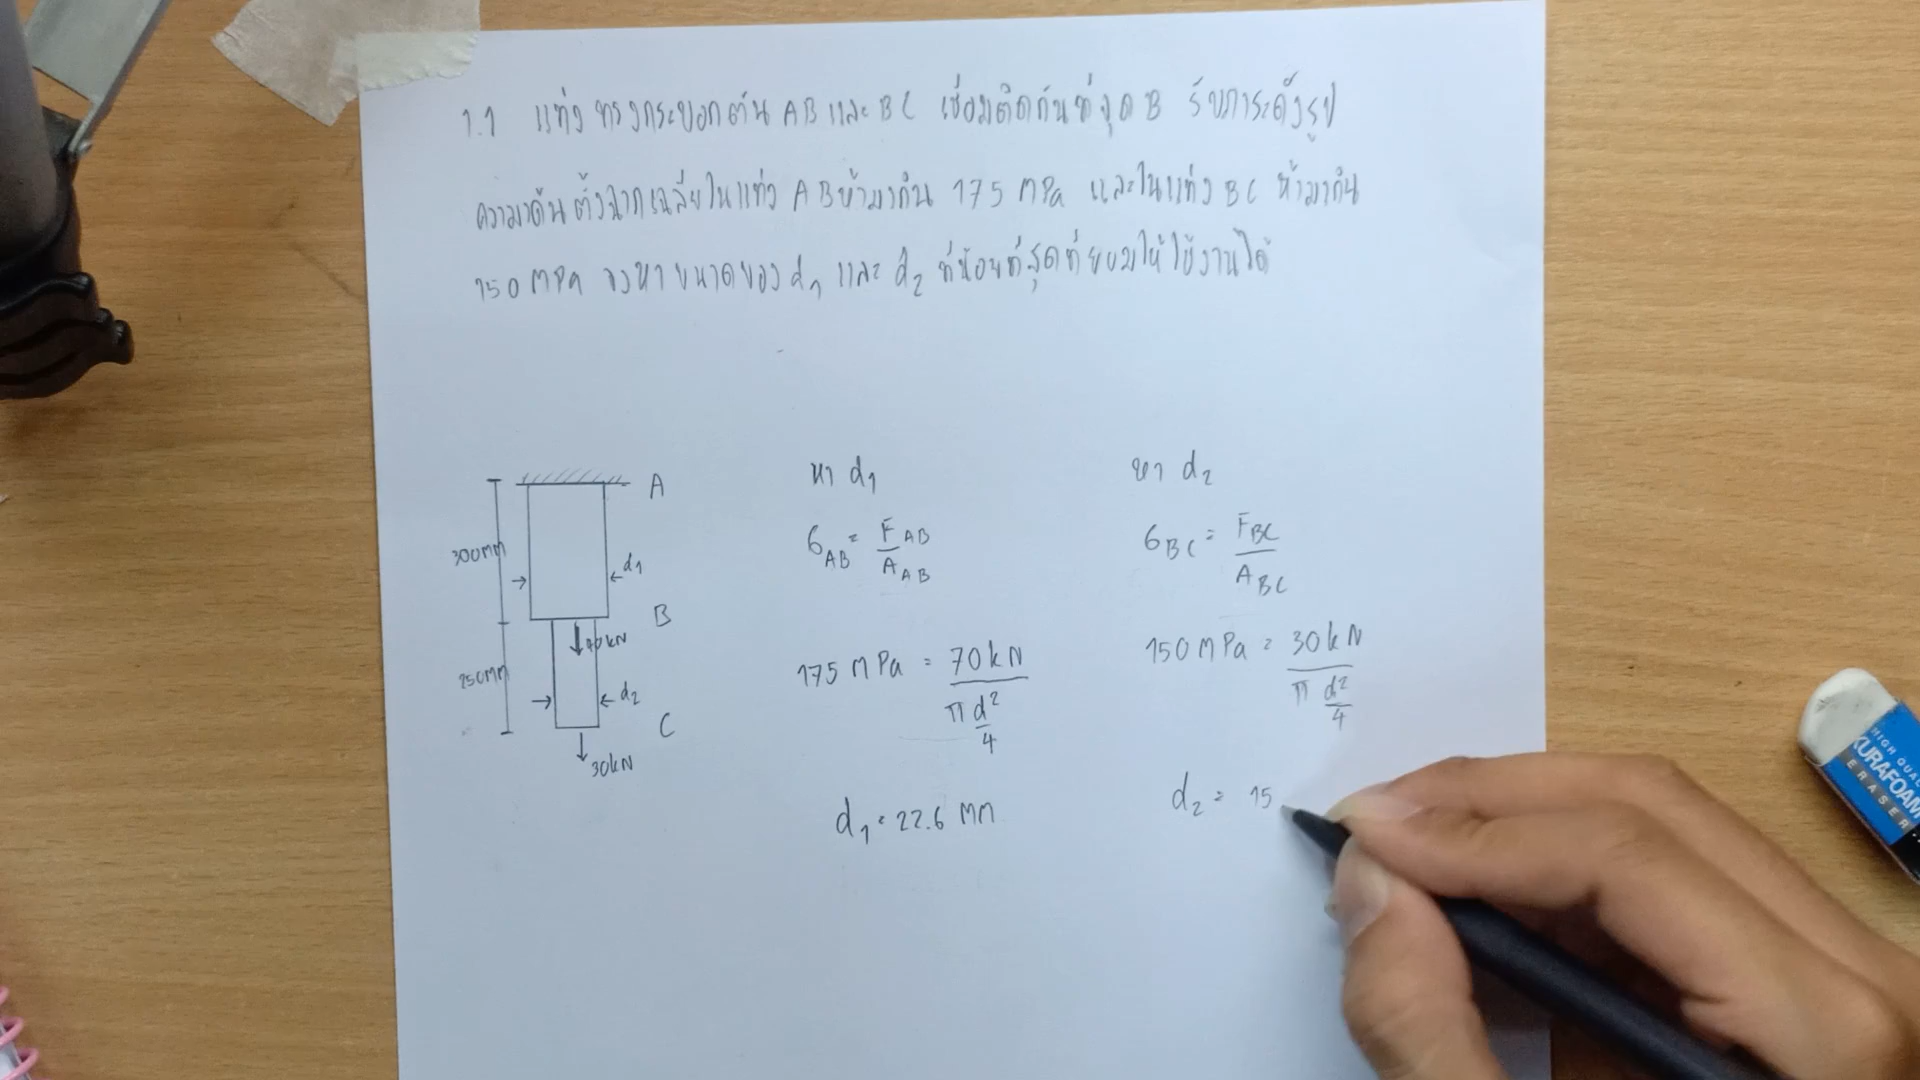 1.1 แท่งทรงกระบอกตัน AB และ BC เชื่อมติดกันที่จุด B รับภาระดังรูป
ความเค้นตั้งฉากเฉลี่ยในแท่ง AB ห้ามเกิน 175 MPa และในแท่ง BC ห้ามเกิน
150 MPa จงหาขนาดของ d₁ และ d₂ ที่น้อยที่สุดที่ยอมให้ใช้งานได้
A
300mm
d₁
B
40kN
250mm
d₂
C
30kN
หา d₁
σ_AB = F_AB / A_AB
175 MPa = 70kN / π d²/4
d₁ = 22.6 mm
หา d₂
σ_BC = F_BC / A_BC
150 MPa = 30kN / π d²/4
d₂ = 15
HIGH QUAL
KURAFOAM
ERASER